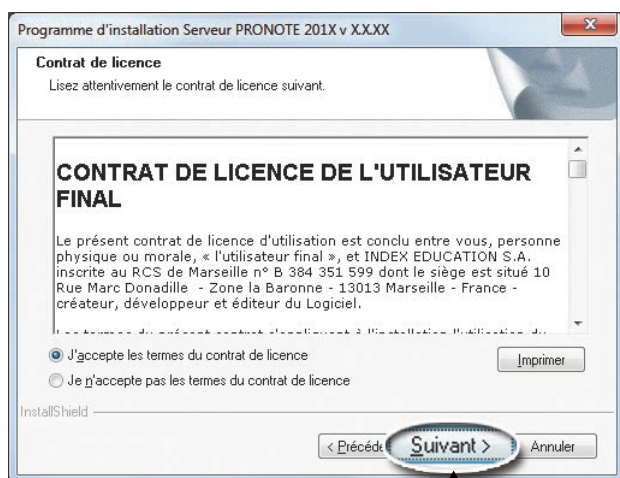 Programme d'installation Serveur PRONOTE 201X v X.X.XX
Contrat de licence
Lisez attentivement le contrat de licence suivant.
CONTRAT DE LICENCE DE L'UTILISATEUR
FINAL
Le présent contrat de licence d'utilisation est conclu entre vous, personne
physique ou morale, « l'utilisateur final », et INDEX EDUCATION S.A.
inscrite au RCS de Marseille n° B 384 351 599 dont le siège est situé 10
Rue Marc Donadille - Zone la Baronne - 13013 Marseille - France -
créateur, développeur et éditeur du Logiciel.
J'accepte les termes du contrat de licence
Imprimer
Je n'accepte pas les termes du contrat de licence
InstallShield
< Précéde
Suivant >
Annuler